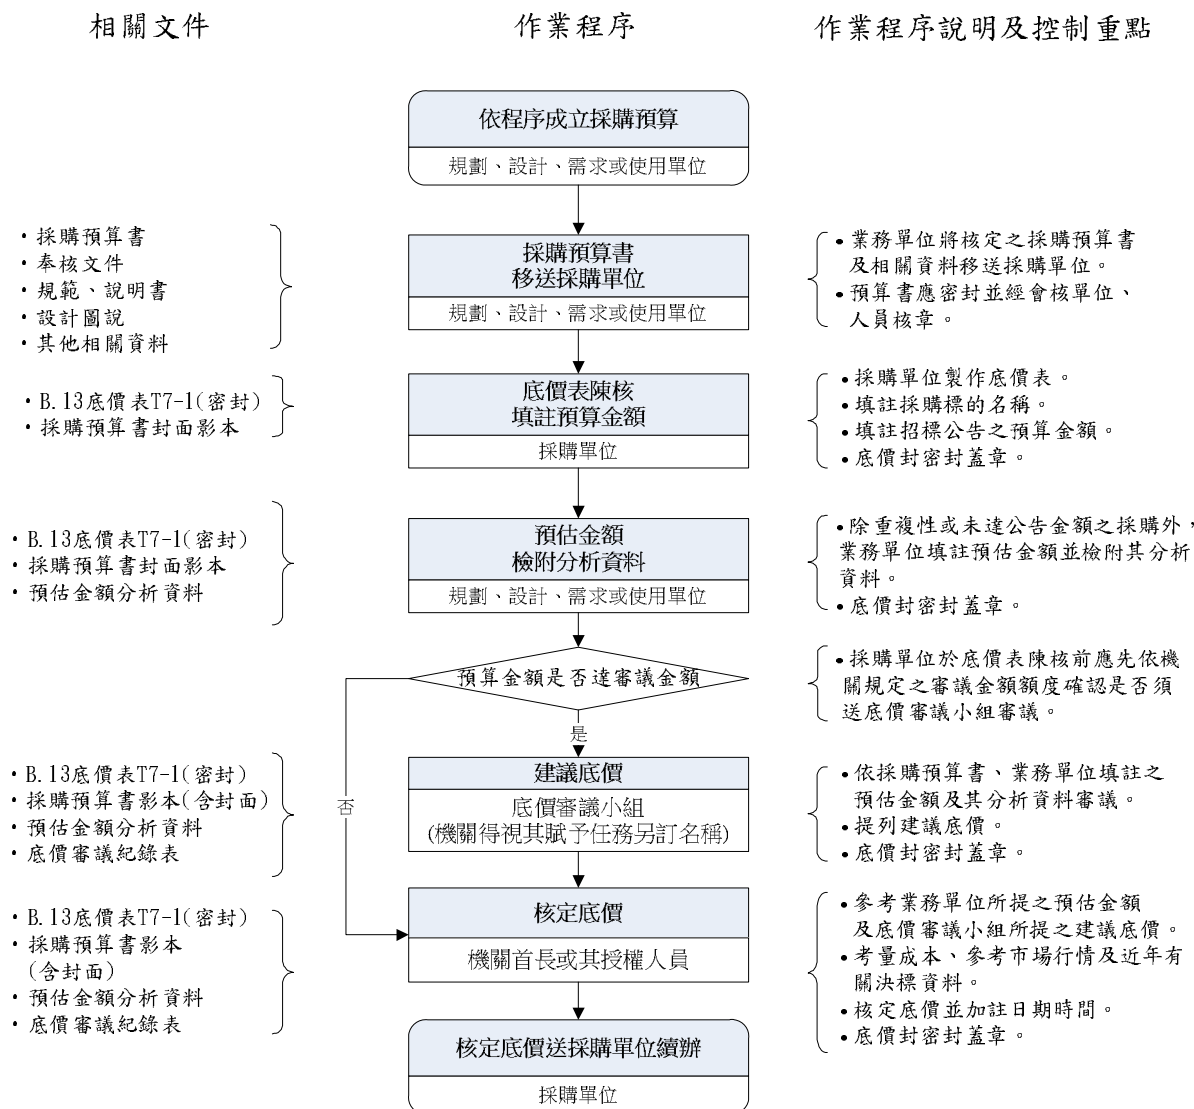 相關文件
作業程序
作業程序說明及控制重點
依程序成立採購預算
規劃、設計、需求或使用單位
• 採購預算書
• 奉核文件
• 規範、說明書
• 設計圖說
• 其他相關資料
採購預算書
移送採購單位
規劃、設計、需求或使用單位
• 業務單位將核定之採購預算書
及相關資料移送採購單位。
• 預算書應密封並經會核單位、
人員核章。
• B.13底價表T7-1(密封)
• 採購預算書封面影本
底價表陳核
填註預算金額
採購單位
• 採購單位製作底價表。
• 填註採購標的名稱。
• 填註招標公告之預算金額。
• 底價封密封蓋章。
• B.13底價表T7-1(密封)
• 採購預算書封面影本
• 預估金額分析資料
預估金額
檢附分析資料
規劃、設計、需求或使用單位
• 除重複性或未達公告金額之採購外，
業務單位填註預估金額並檢附其分析
資料。
• 底價封密封蓋章。
預算金額是否達審議金額
• 採購單位於底價表陳核前應先依機
關規定之審議金額額度確認是否須
送底價審議小組審議。
是
否
• B.13底價表T7-1(密封)
• 採購預算書影本(含封面)
• 預估金額分析資料
• 底價審議紀錄表
建議底價
底價審議小組
(機關得視其賦予任務另訂名稱)
• 依採購預算書、業務單位填註之
預估金額及其分析資料審議。
• 提列建議底價。
• 底價封密封蓋章。
• B.13底價表T7-1(密封)
• 採購預算書影本
(含封面)
• 預估金額分析資料
• 底價審議紀錄表
核定底價
機關首長或其授權人員
• 參考業務單位所提之預估金額
及底價審議小組所提之建議底價。
• 考量成本、參考市場行情及近年有
關決標資料。
• 核定底價並加註日期時間。
• 底價封密封蓋章。
核定底價送採購單位續辦
採購單位